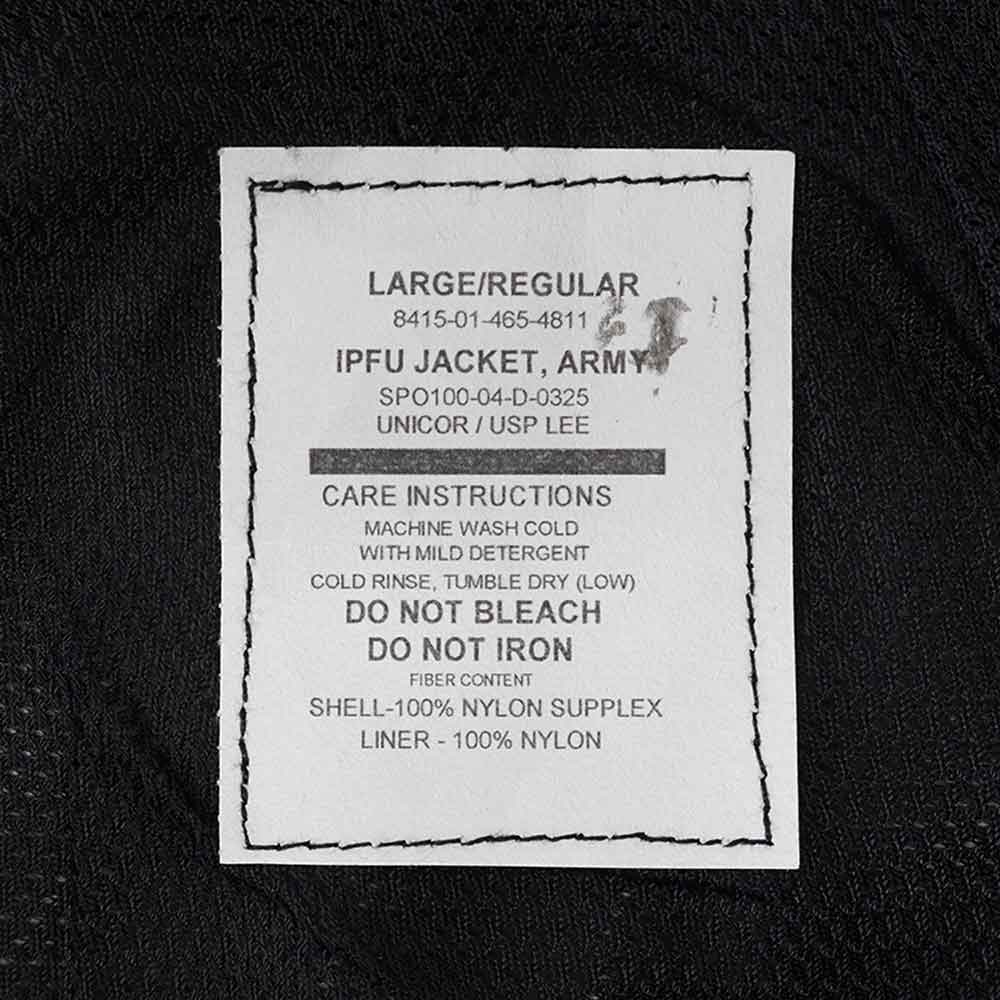 LARGE/REGULAR
8415-01-465-4811
IPFU JACKET, ARMY
SPO100-04-D-0325
UNICOR / USP LEE
CARE INSTRUCTIONS
MACHINE WASH COLD
WITH MILD DETERGENT
COLD RINSE, TUMBLE DRY (LOW)
DO NOT BLEACH
DO NOT IRON
FIBER CONTENT
SHELL-100% NYLON SUPPLEX
LINER - 100% NYLON